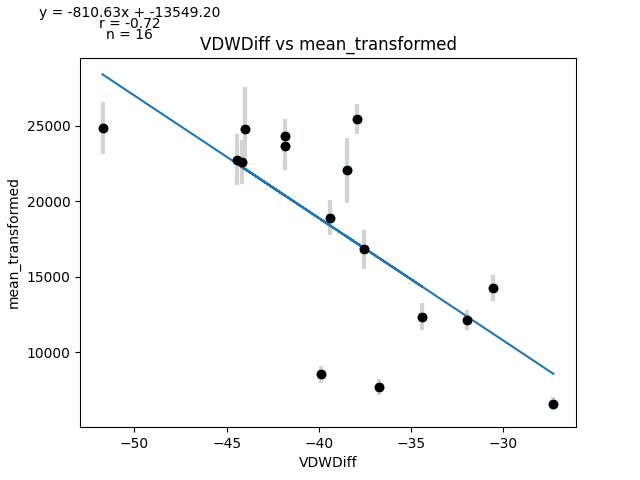 y = -810.63x + -13549.20
r = -0.72
n = 16
VDWDiff vs mean_transformed
25000
20000
15000
10000
mean_transformed
−50
−45
−40
−35
−30
VDWDiff